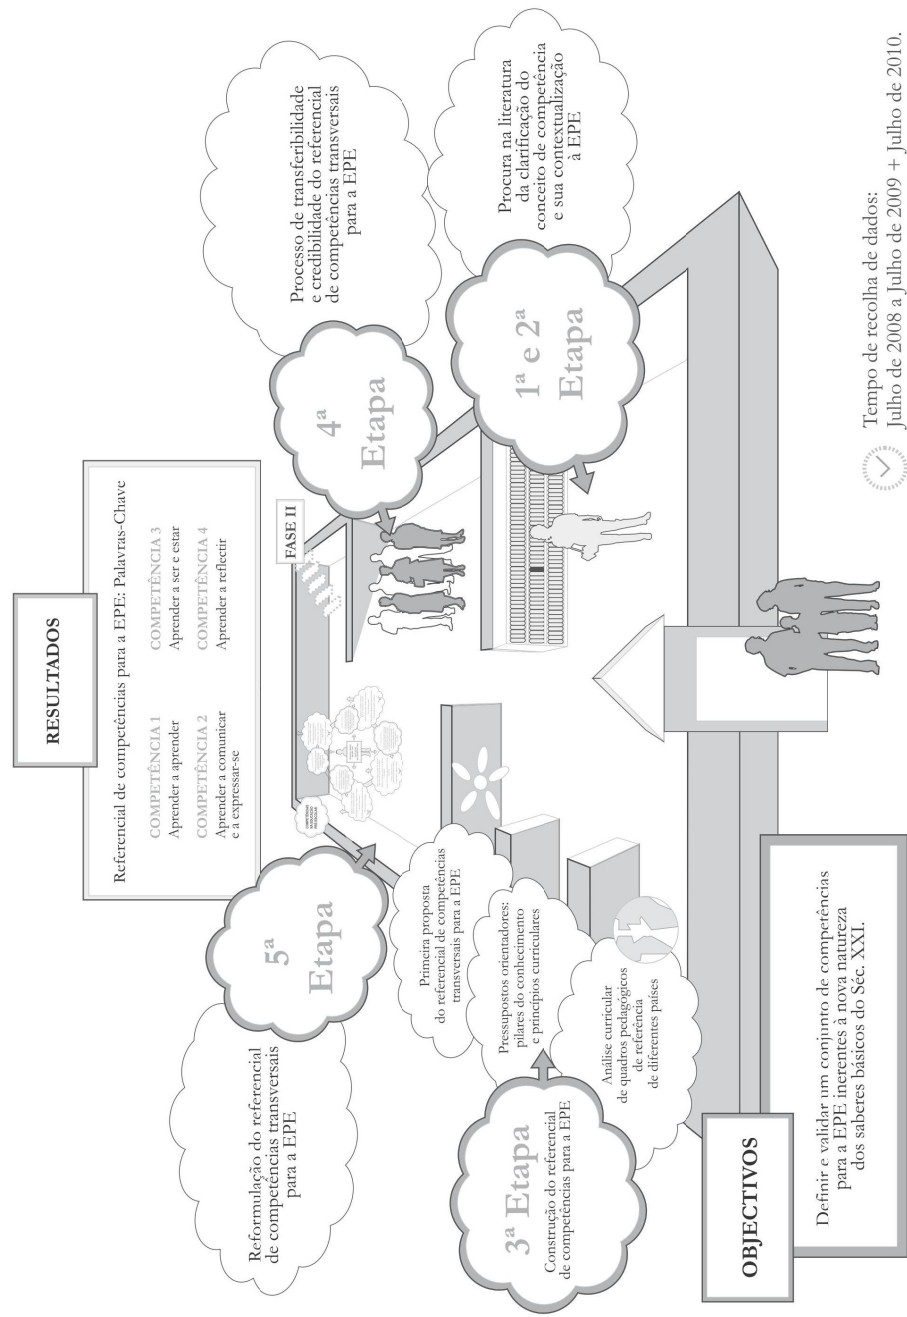 RESULTADOS
Referencial de competências para a EPE: Palavras-Chave
COMPETÊNCIA 1
Aprender a aprender
COMPETÊNCIA 2
Aprender a comunicar
e a expressar-se
COMPETÊNCIA 3
Aprender a ser e estar
COMPETÊNCIA 4
Aprender a reflectir
Reformulação do referencial
de competências transversais
para a EPE
5ª
Etapa
FASE II
4ª
Etapa
Processo de transferibilidade
e credibilidade do referencial
de competências transversais
para a EPE
Primeira proposta
do referencial de competências
transversais para a EPE
Pressupostos orientadores:
pilares do conhecimento
e princípios curriculares
Análise curricular
de quadros pedagógicos
de referência
de diferentes países
3ª Etapa
Construção do referencial
de competências para a EPE
1ª e 2ª
Etapa
Procura na literatura
da clarificação do
conceito de competência
e sua contextualização
à EPE
OBJECTIVOS
Definir e validar um conjunto de competências
para a EPE inerentes à nova natureza
dos saberes básicos do Séc. XXI.
Tempo de recolha de dados:
Julho de 2008 a Julho de 2009 + Julho de 2010.